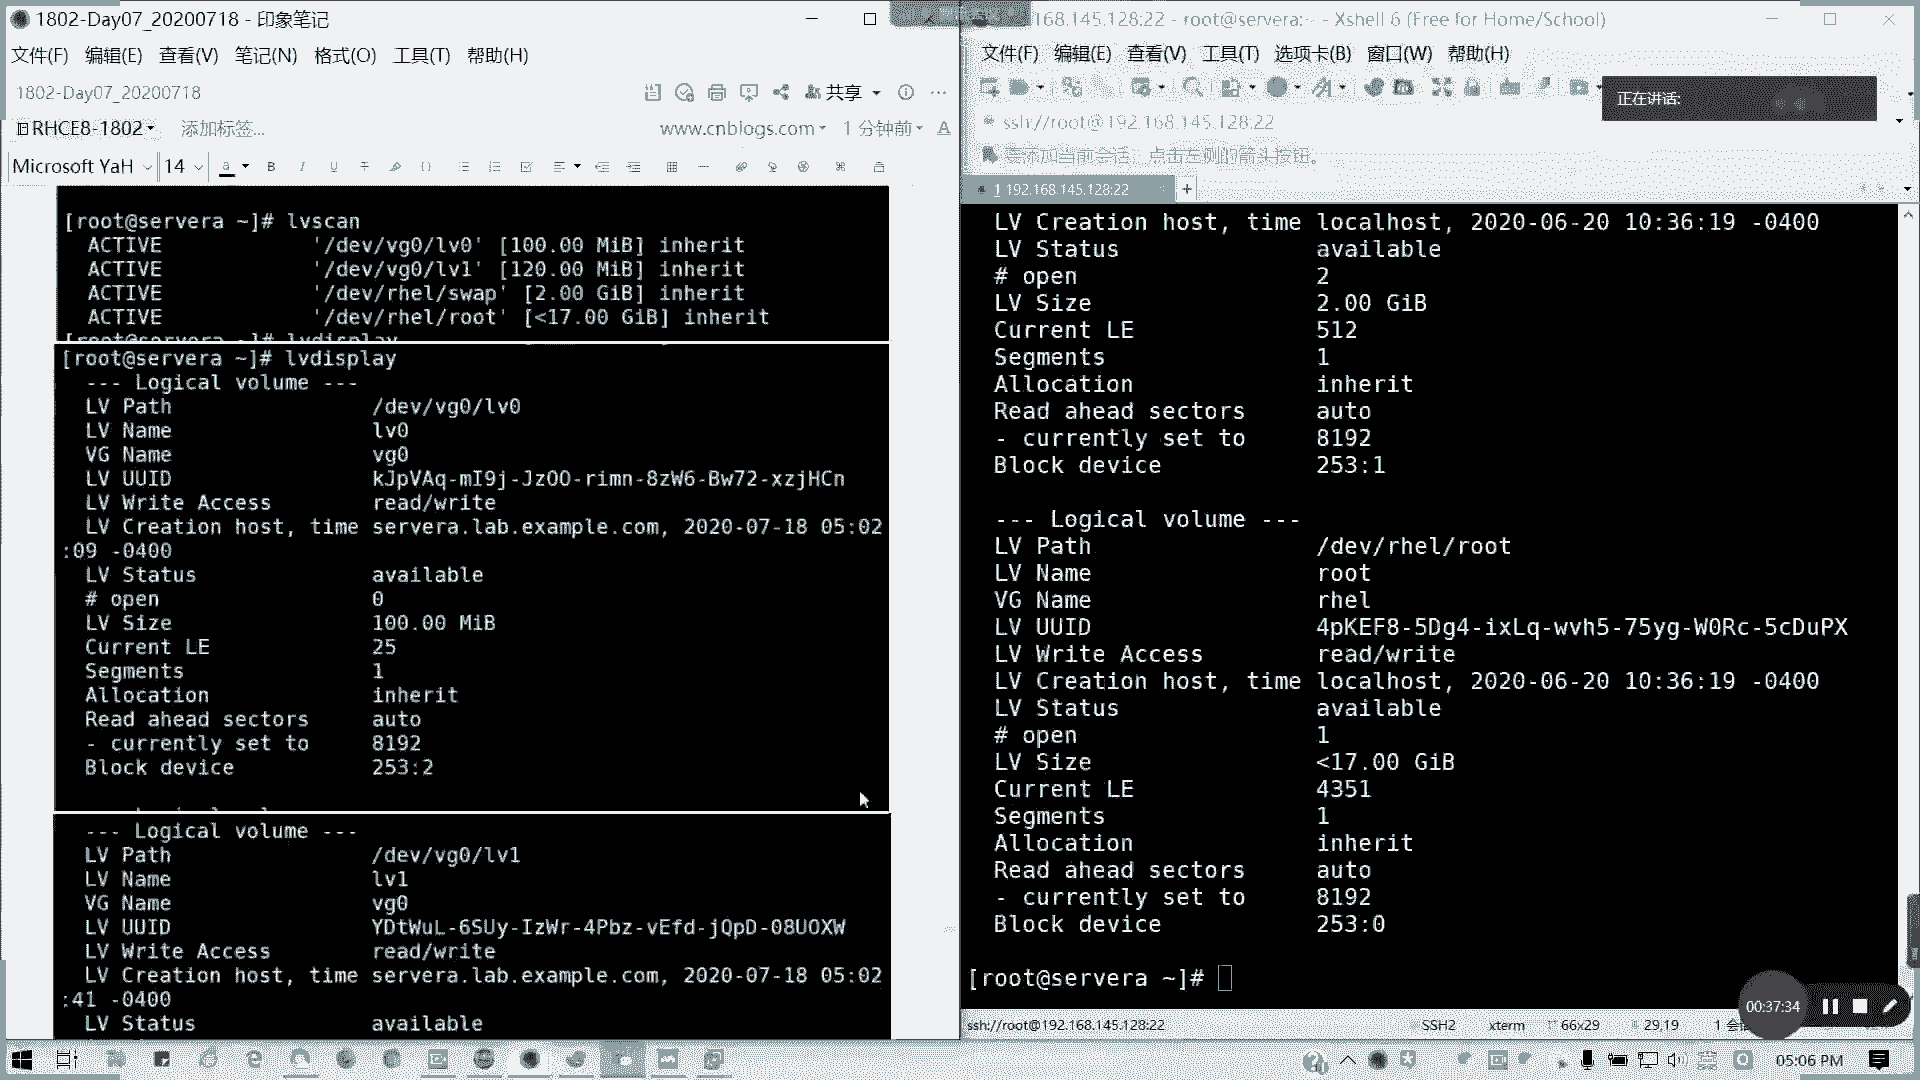 1802-Day07_20200718 - 印象笔记
文件(F) 编辑(E) 查看(V) 笔记(N) 格式(O) 工具(T) 帮助(H)
1802-Day07_20200718
共享
RHCE8-1802 添加标签...
www.cnblogs.com 1 分钟前
Microsoft YaH 14
[root@servera ~]# lvscan
ACTIVE '/dev/vg0/lv0' [100.00 MiB] inherit
ACTIVE '/dev/vg0/lv1' [120.00 MiB] inherit
ACTIVE '/dev/rhel/swap' [2.00 GiB] inherit
ACTIVE '/dev/rhel/root' [<17.00 GiB] inherit
[root@servera ~]# lvdisplay
[root@servera ~]# lvdisplay
--- Logical volume ---
LV Path /dev/vg0/lv0
LV Name lv0
VG Name vg0
LV UUID kJpVAq-mI9j-JzOO-rimn-8zW6-Bw72-xzjHCn
LV Write Access read/write
LV Creation host, time servera.lab.example.com, 2020-07-18 05:02
:09 -0400
LV Status available
# open 0
LV Size 100.00 MiB
Current LE 25
Segments 1
Allocation inherit
Read ahead sectors auto
- currently set to 8192
Block device 253:2
--- Logical volume ---
LV Path /dev/vg0/lv1
LV Name lv1
VG Name vg0
LV UUID YDtWuL-6SUy-IzWr-4Pbz-vEfd-jQpD-08UOXW
LV Write Access read/write
LV Creation host, time servera.lab.example.com, 2020-07-18 05:02
:41 -0400
LV Status available
168.145.128:22 - root@servera:~ - Xshell 6 (Free for Home/School)
文件(F) 编辑(E) 查看(V) 工具(T) 选项卡(B) 窗口(W) 帮助(H)
正在讲话:
ssh://root@192.168.145.128:22
要添加当前会话，点击左侧的箭头按钮。
1 192.168.145.128:22
LV Creation host, time localhost, 2020-06-20 10:36:19 -0400
LV Status available
# open 2
LV Size 2.00 GiB
Current LE 512
Segments 1
Allocation inherit
Read ahead sectors auto
- currently set to 8192
Block device 253:1
--- Logical volume ---
LV Path /dev/rhel/root
LV Name root
VG Name rhel
LV UUID 4pKEF8-5Dg4-ixLq-wvh5-75yg-W0Rc-5cDuPX
LV Write Access read/write
LV Creation host, time localhost, 2020-06-20 10:36:19 -0400
LV Status available
# open 1
LV Size <17.00 GiB
Current LE 4351
Segments 1
Allocation inherit
Read ahead sectors auto
- currently set to 8192
Block device 253:0
[root@servera ~]#
00:37:34
ssh://root@192.168.145.128:22 SSH2 xterm 66x29 29,19 1
英
05:06 PM